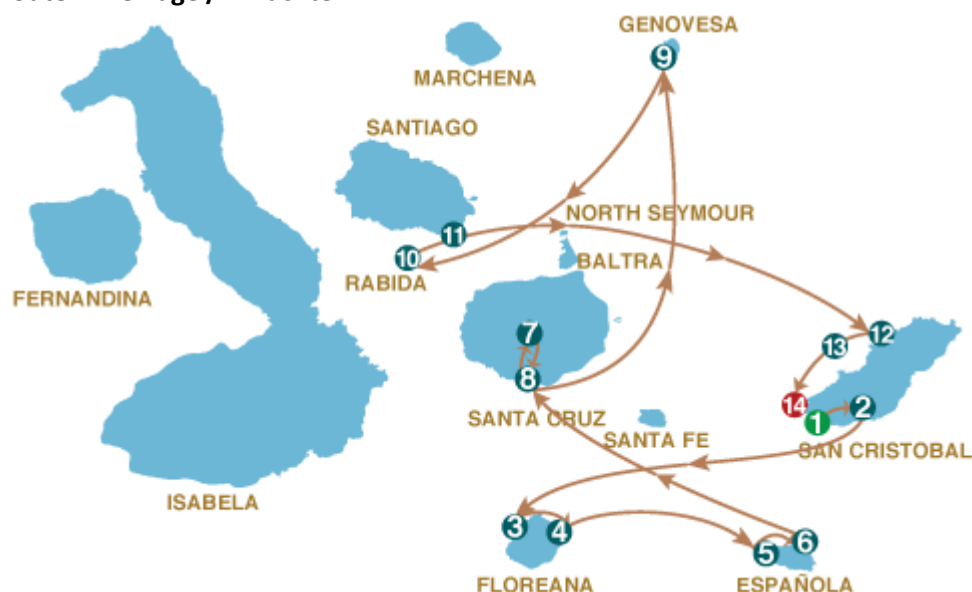 GENOVESA
9
MARCHENA
SANTIAGO
NORTH SEYMOUR
11
10
BALTRA
RABIDA
FERNANDINA
7
12
13
8
14
1
2
SANTA CRUZ
SANTA FE
SAN CRISTOBAL
ISABELA
3
4
5
6
FLOREANA
ESPAÑOLA